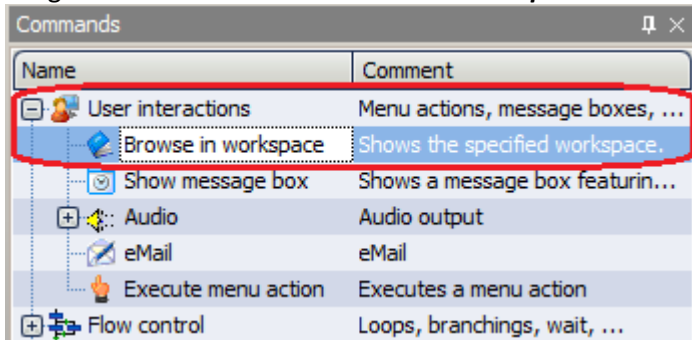 Commands
Name Comment
User interactions Menu actions, message boxes, ...
Browse in workspace Shows the specified workspace.
Show message box Shows a message box featurin...
Audio Audio output
eMail eMail
Execute menu action Executes a menu action
Flow control Loops, branchings, wait, ...